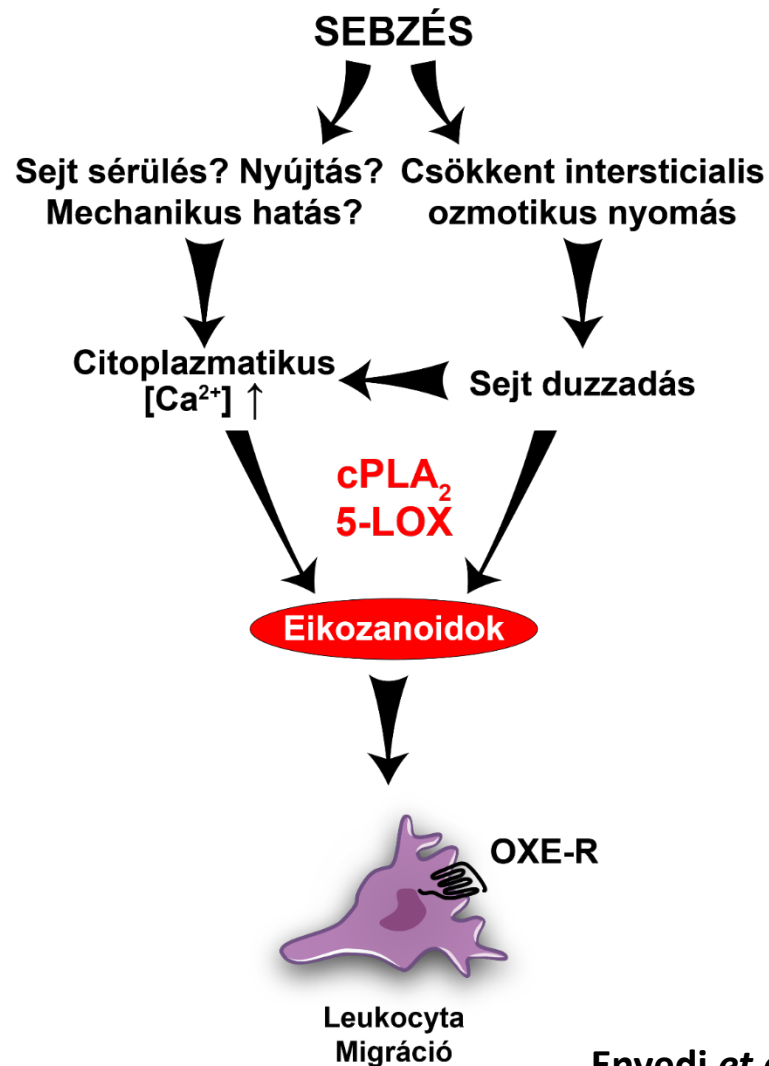 SEBZÉS
Sejt sérülés? Nyújtás?
Mechanikus hatás?
Csökkent intersticialis
ozmotikus nyomás
Citoplazmatikus
[Ca²⁺] ↑
Sejt duzzadás
cPLA₂
5-LOX
Eikozanoidok
OXE-R
Leukocyta
Migráció
Enyedi et